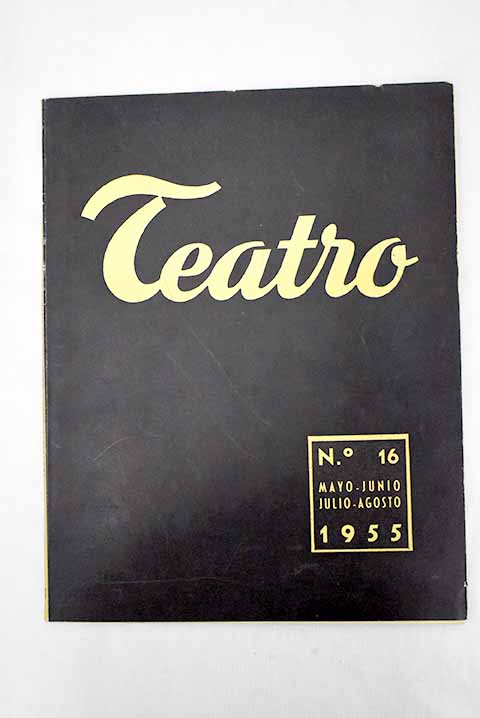 Teatro
N.º 16
MAYO-JUNIO
JULIO-AGOSTO
1955